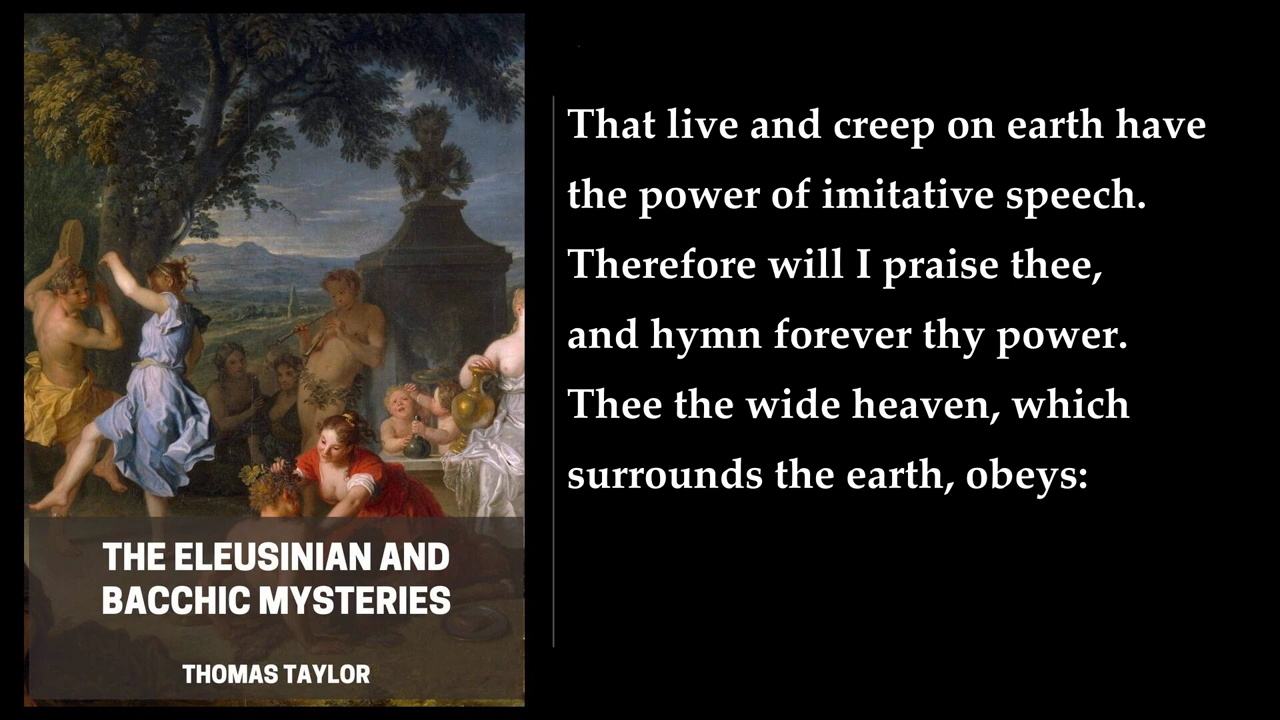 That live and creep on earth have
the power of imitative speech.
Therefore will I praise thee,
and hymn forever thy power.
Thee the wide heaven, which
surrounds the earth, obeys:
THE ELEUSINIAN AND
BACCHIC MYSTERIES
THOMAS TAYLOR